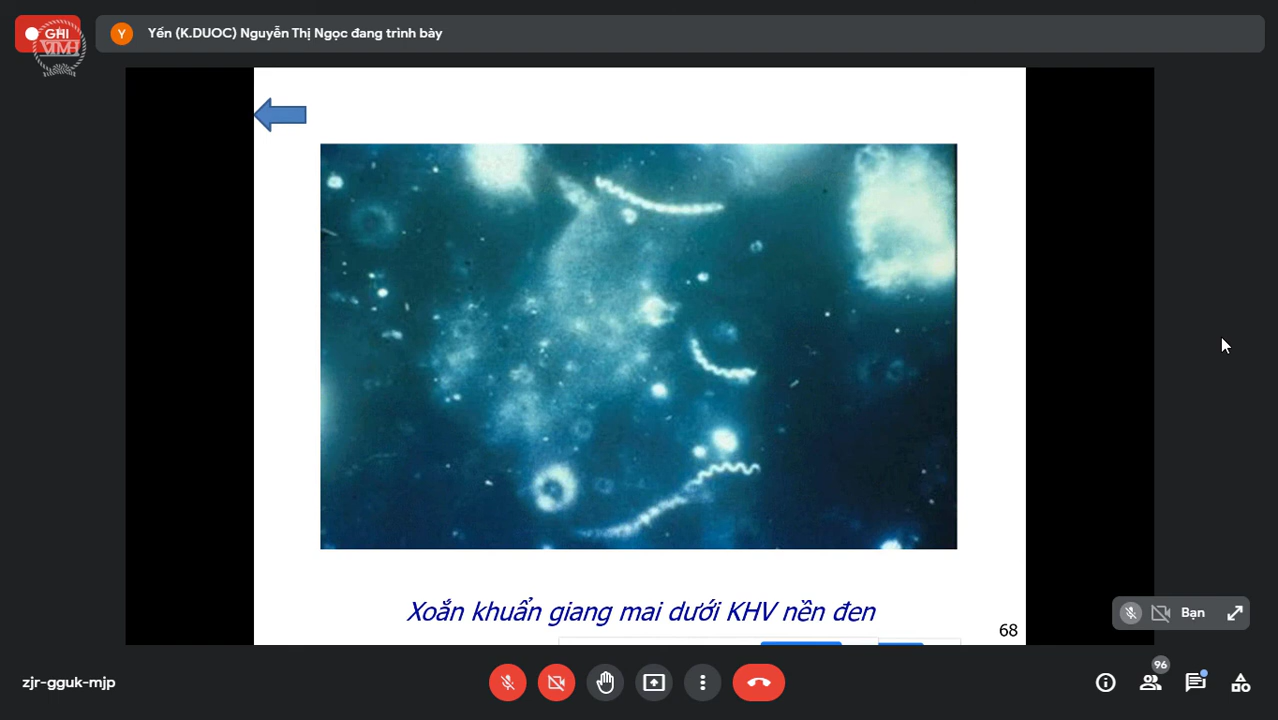 GHI
VTMH
Y
Yến (K.DUOC) Nguyễn Thị Ngọc đang trình bày
Xoắn khuẩn giang mai dưới KHV nền đen
68
Bạn
zjr-gguk-mjp
96